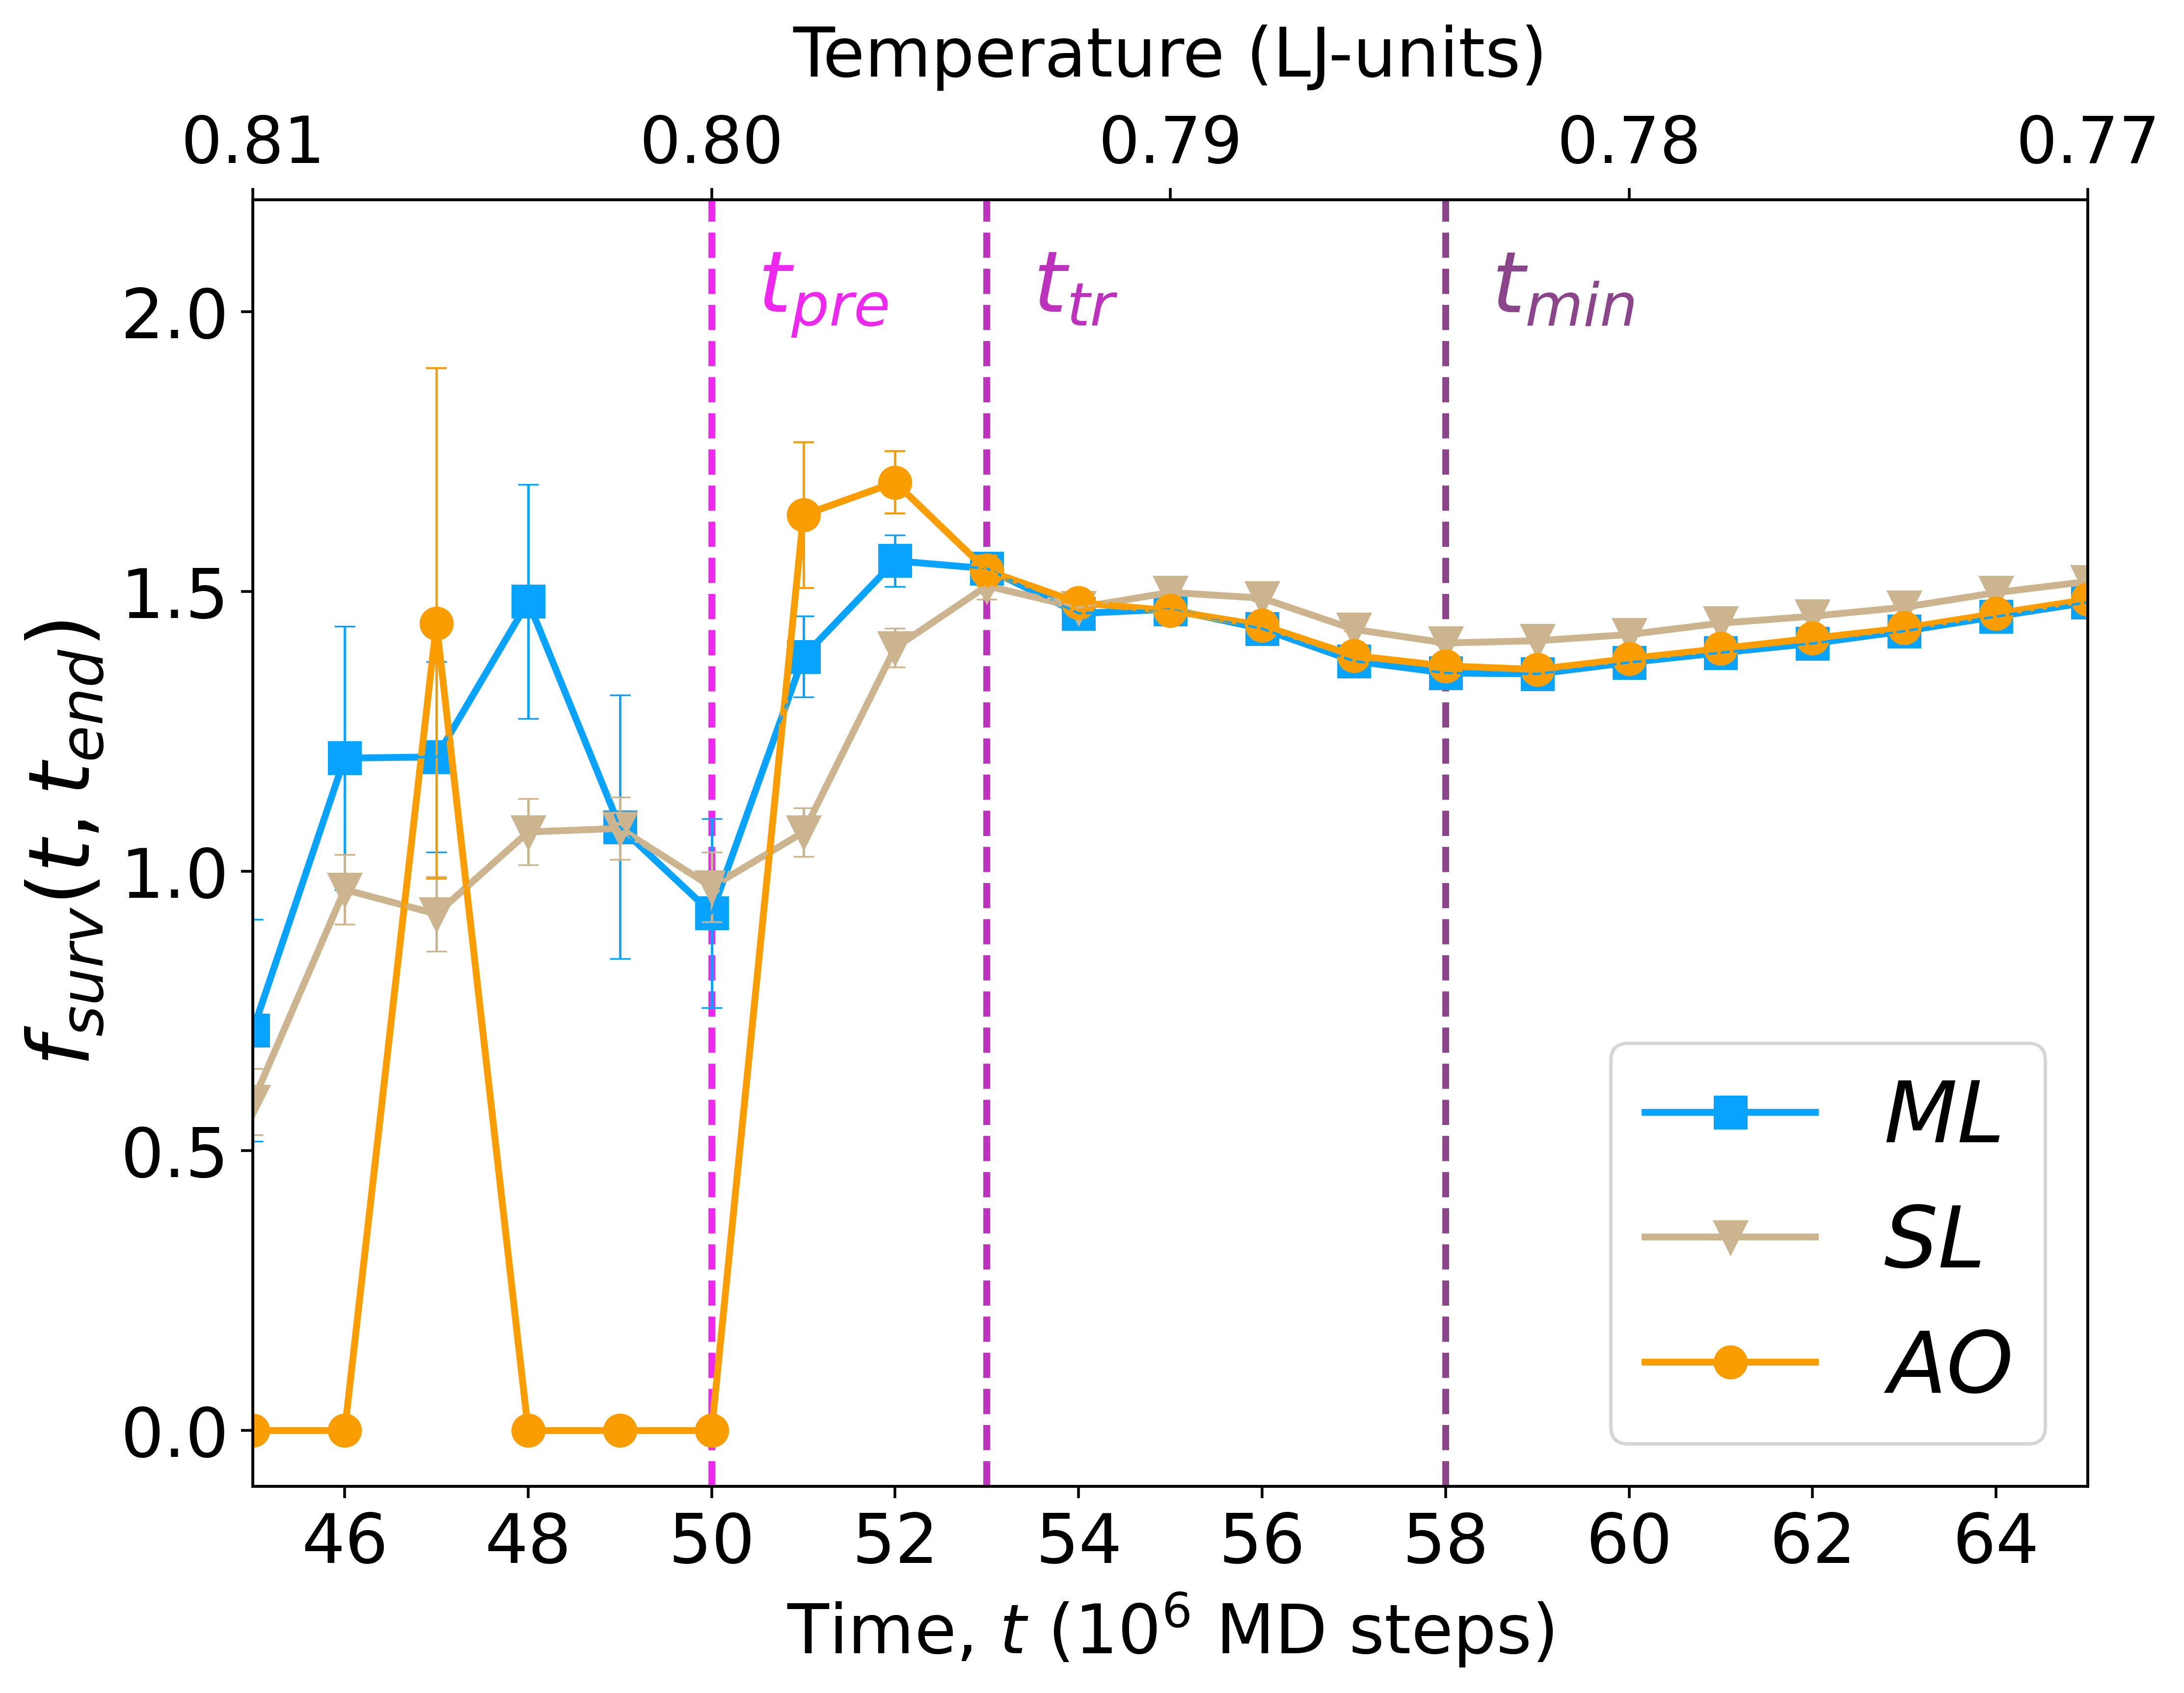 Temperature (LJ-units)
0.81 0.80 0.79 0.78 0.77
t_pre t_tr t_min
2.0
1.5
1.0
0.5
0.0
f_surv(t, t_end)
ML
SL
AO
46 48 50 52 54 56 58 60 62 64
Time, t (10^6 MD steps)